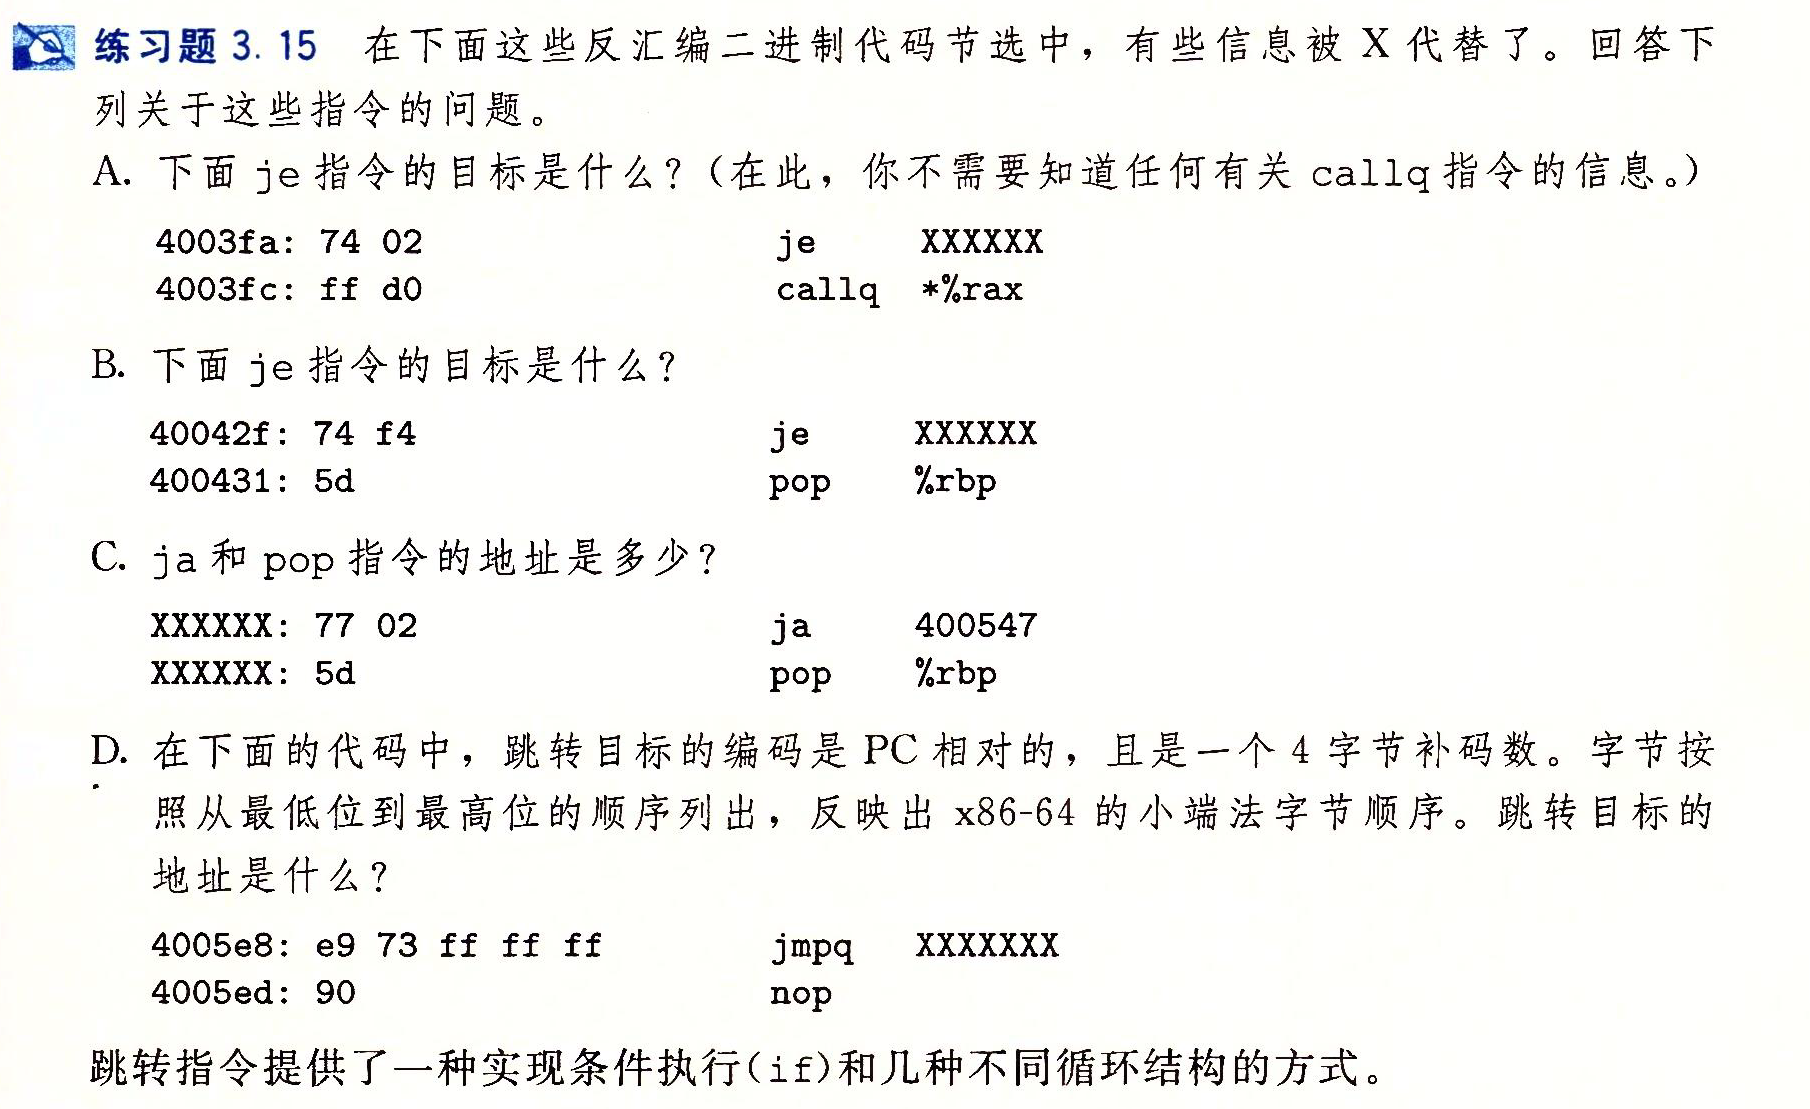 练习题 3.15 在下面这些反汇编二进制代码节选中，有些信息被 X 代替了。回答下
列关于这些指令的问题。
A. 下面 je 指令的目标是什么？（在此，你不需要知道任何有关 callq 指令的信息。）
4003fa: 74 02 je XXXXXX
4003fc: ff d0 callq *%rax
B. 下面 je 指令的目标是什么？
40042f: 74 f4 je XXXXXX
400431: 5d pop %rbp
C. ja 和 pop 指令的地址是多少？
XXXXXX: 77 02 ja 400547
XXXXXX: 5d pop %rbp
D. 在下面的代码中，跳转目标的编码是 PC 相对的，且是一个 4 字节补码数。字节按
照从最低位到最高位的顺序列出，反映出 x86-64 的小端法字节顺序。跳转目标的
地址是什么？
4005e8: e9 73 ff ff ff jmpq XXXXXXX
4005ed: 90 nop
跳转指令提供了一种实现条件执行(if)和几种不同循环结构的方式。